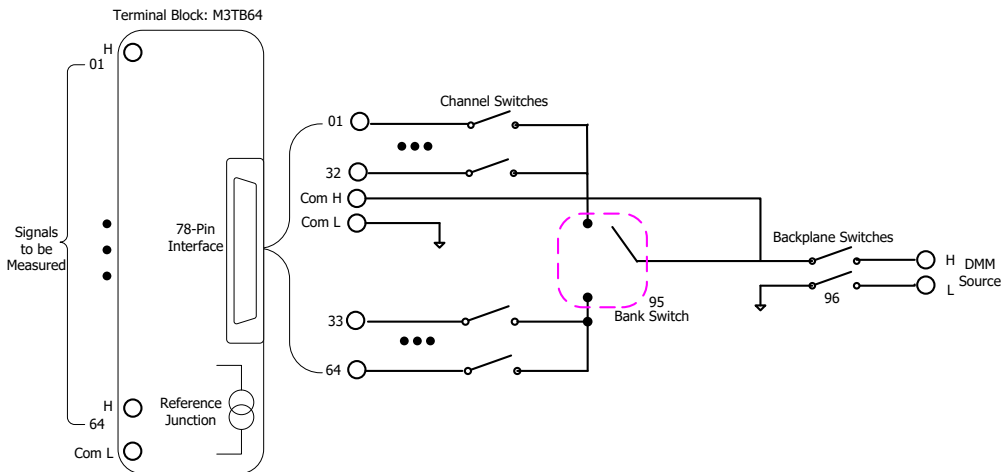 Terminal Block: M3TB64
H
01
Signals
to be
Measured
H
64
Com L
78-Pin
Interface
Reference
Junction
Channel Switches
01
32
Com H
Com L
33
64
95
Bank Switch
Backplane Switches
96
H
L
DMM
Source